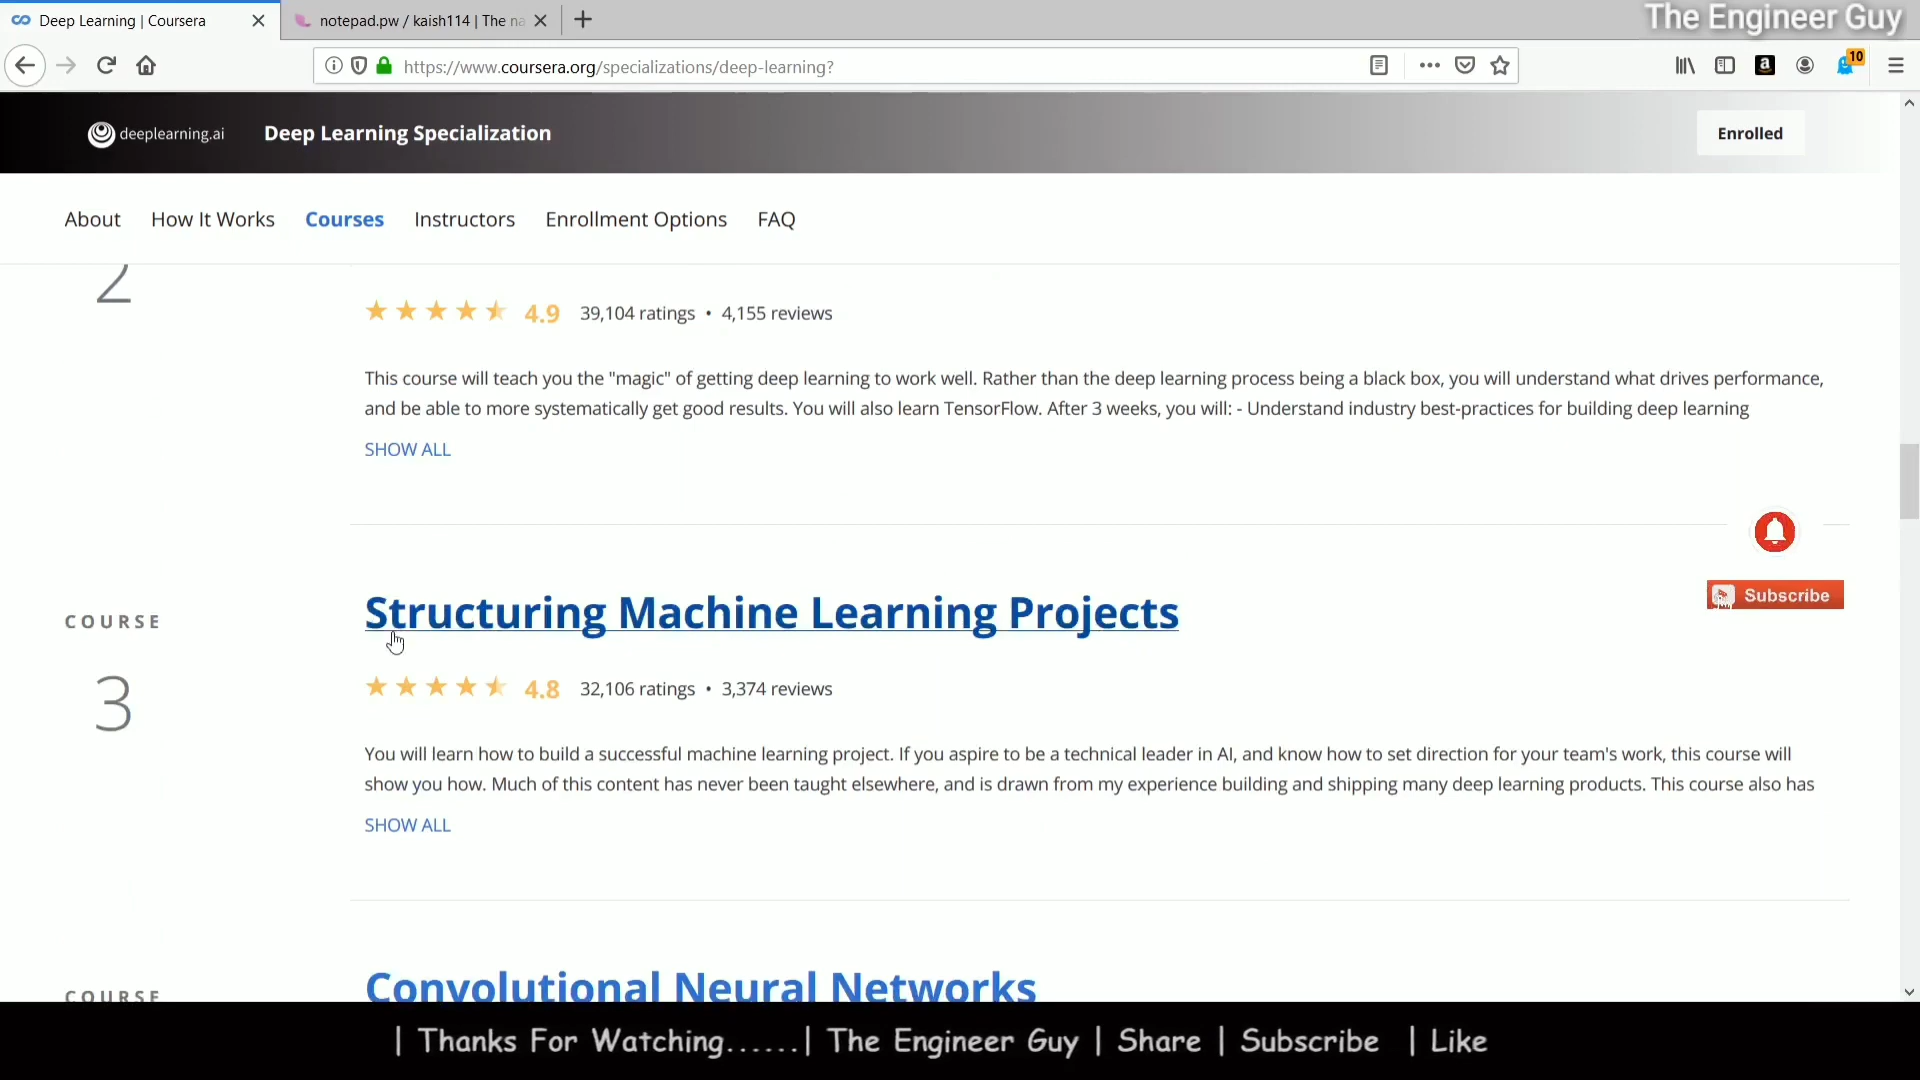 Deep Learning | Coursera
notepad.pw / kaish114 | The na
The Engineer Guy
https://www.coursera.org/specializations/deep-learning?
10
deeplearning.ai
Deep Learning Specialization
Enrolled
About
How It Works
Courses
Instructors
Enrollment Options
FAQ
2
4.9 39,104 ratings • 4,155 reviews
This course will teach you the "magic" of getting deep learning to work well. Rather than the deep learning process being a black box, you will understand what drives performance,
and be able to more systematically get good results. You will also learn TensorFlow. After 3 weeks, you will: - Understand industry best-practices for building deep learning
SHOW ALL
COURSE
3
Structuring Machine Learning Projects
Subscribe
4.8 32,106 ratings • 3,374 reviews
You will learn how to build a successful machine learning project. If you aspire to be a technical leader in AI, and know how to set direction for your team's work, this course will
show you how. Much of this content has never been taught elsewhere, and is drawn from my experience building and shipping many deep learning products. This course also has
SHOW ALL
COURSE
Convolutional Neural Networks
| Thanks For Watching......| The Engineer Guy | Share | Subscribe | Like